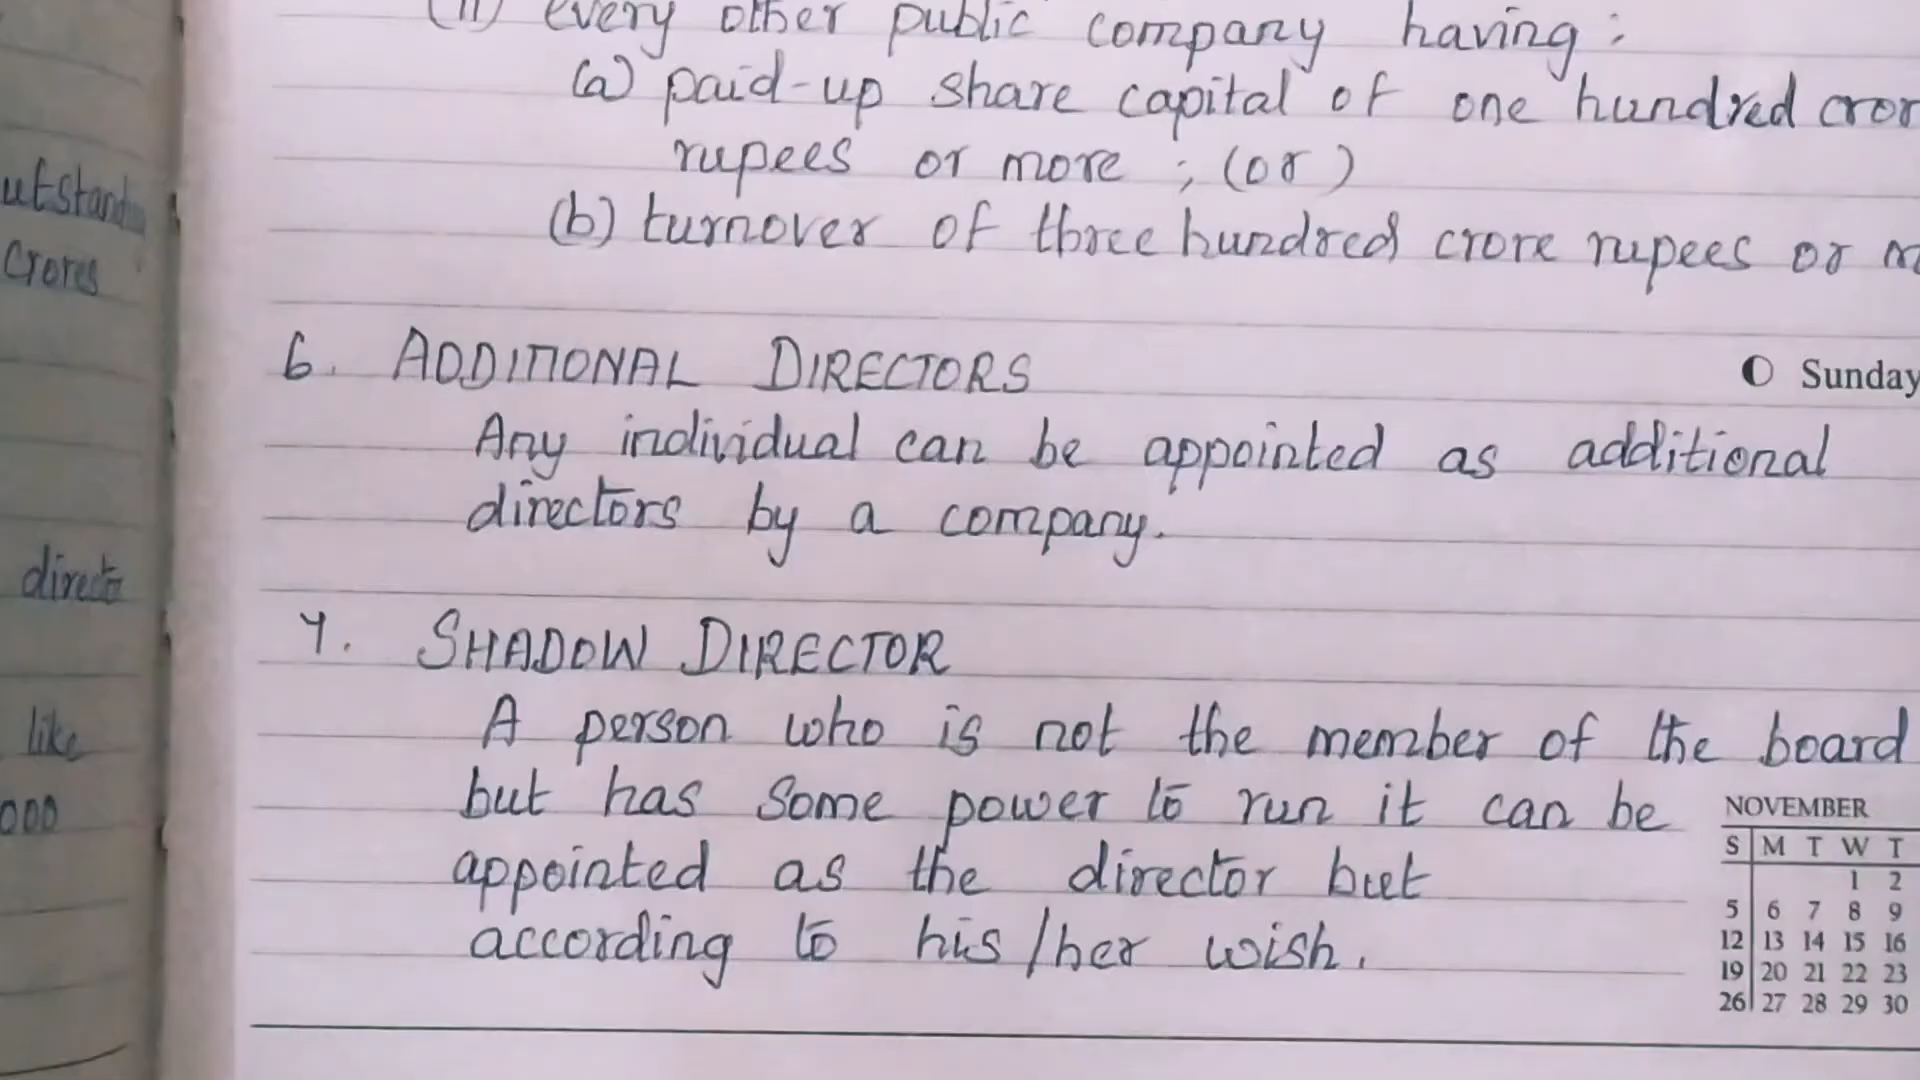 utstandin
crores
directo
like
000
(ii) every other public company having:
(a) paid-up share capital of one hundred cror
rupees or more ; (or)
(b) turnover of three hundred crore rupees or m
6. ADDITIONAL DIRECTORS
Sunday
Any individual can be appointed as additional
directors by a company.
7. SHADOW DIRECTOR
A person who is not the member of the board
but has some power to run it can be
appointed as the director but
according to his/her wish.
NOVEMBER
S M T W T
1 2
5 6 7 8 9
12 13 14 15 16
19 20 21 22 23
26 27 28 29 30